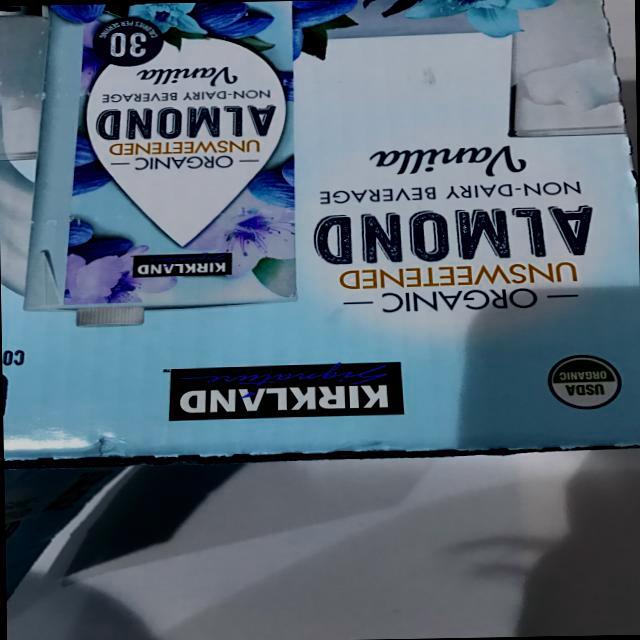 KIRKLAND
Signature
USDA
ORGANIC
ORGANIC
UNSWEETENED
ALMOND
NON-DAIRY BEVERAGE
Vanilla
KIRKLAND
ORGANIC
UNSWEETENED
ALMOND
NON-DAIRY BEVERAGE
Vanilla
30
CO